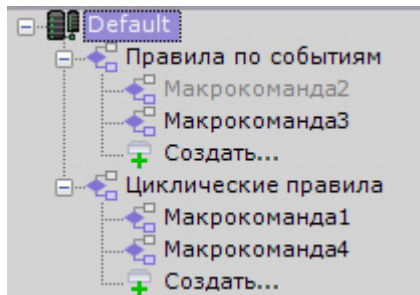 Default
Правила по событиям
Макрокоманда2
Макрокоманда3
Создать...
Циклические правила
Макрокоманда1
Макрокоманда4
Создать...